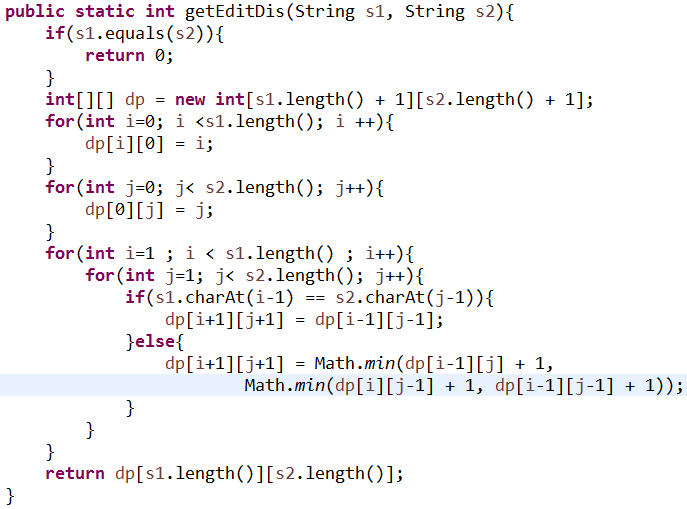 public static int getEditDis(String s1, String s2){
    if(s1.equals(s2)){
        return 0;
    }
    int[][] dp = new int[s1.length() + 1][s2.length() + 1];
    for(int i=0; i <s1.length(); i ++){
        dp[i][0] = i;
    }
    for(int j=0; j< s2.length(); j++){
        dp[0][j] = j;
    }
    for(int i=1 ; i < s1.length() ; i++){
        for(int j=1; j< s2.length(); j++){
            if(s1.charAt(i-1) == s2.charAt(j-1)){
                dp[i+1][j+1] = dp[i-1][j-1];
            }else{
                dp[i+1][j+1] = Math.min(dp[i-1][j] + 1,
                        Math.min(dp[i][j-1] + 1, dp[i-1][j-1] + 1));
            }
        }
    }
    return dp[s1.length()][s2.length()];
}